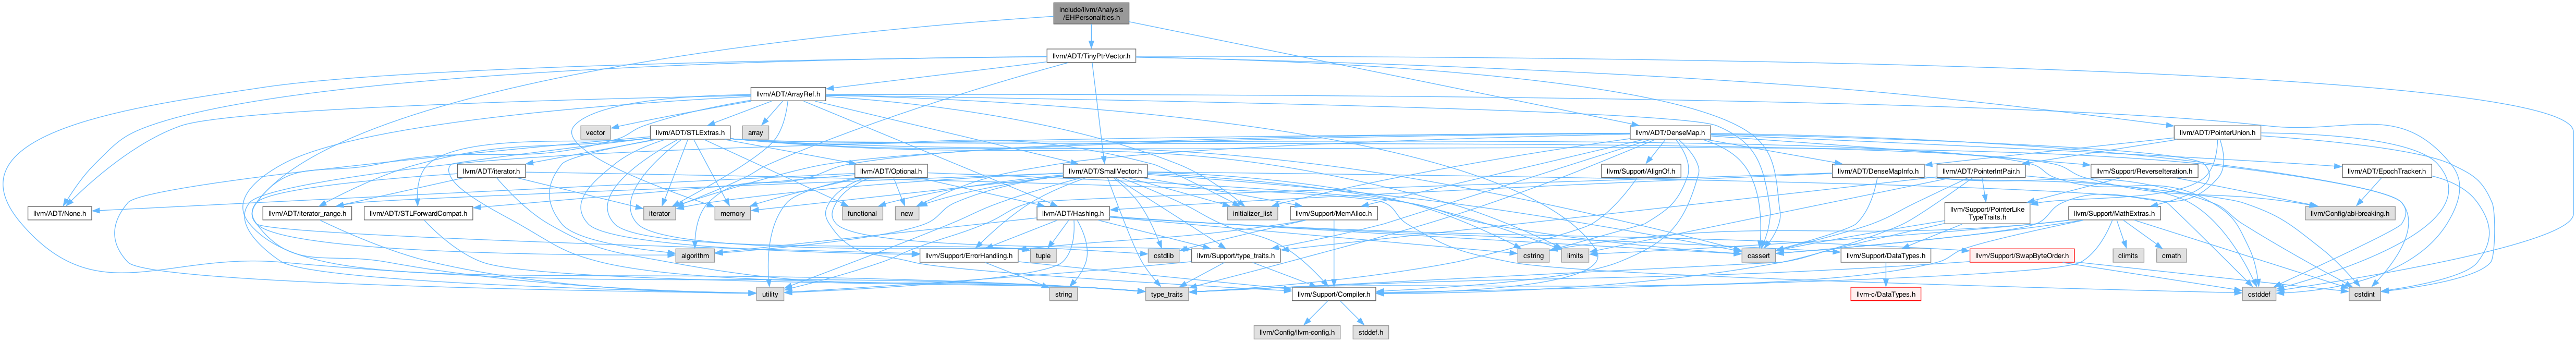 include/llvm/Analysis
/EHPersonalities.h
llvm/ADT/TinyPtrVector.h
llvm/ADT/ArrayRef.h
vector
llvm/ADT/STLExtras.h
array
llvm/ADT/DenseMap.h
llvm/ADT/PointerUnion.h
llvm/ADT/iterator.h
llvm/ADT/Optional.h
llvm/ADT/SmallVector.h
llvm/Support/AlignOf.h
llvm/ADT/DenseMapInfo.h
llvm/ADT/PointerIntPair.h
llvm/Support/ReverseIteration.h
llvm/ADT/EpochTracker.h
llvm/ADT/None.h
llvm/ADT/iterator_range.h
llvm/ADT/STLForwardCompat.h
iterator
memory
functional
new
llvm/ADT/Hashing.h
initializer_list
llvm/Support/MemAlloc.h
llvm/Support/PointerLike
TypeTraits.h
llvm/Support/MathExtras.h
llvm/Config/abi-breaking.h
algorithm
llvm/Support/ErrorHandling.h
tuple
cstdlib
llvm/Support/type_traits.h
cstring
limits
cassert
llvm/Support/DataTypes.h
llvm/Support/SwapByteOrder.h
climits
cmath
utility
string
type_traits
llvm/Support/Compiler.h
llvm-c/DataTypes.h
cstddef
cstdint
llvm/Config/llvm-config.h
stddef.h